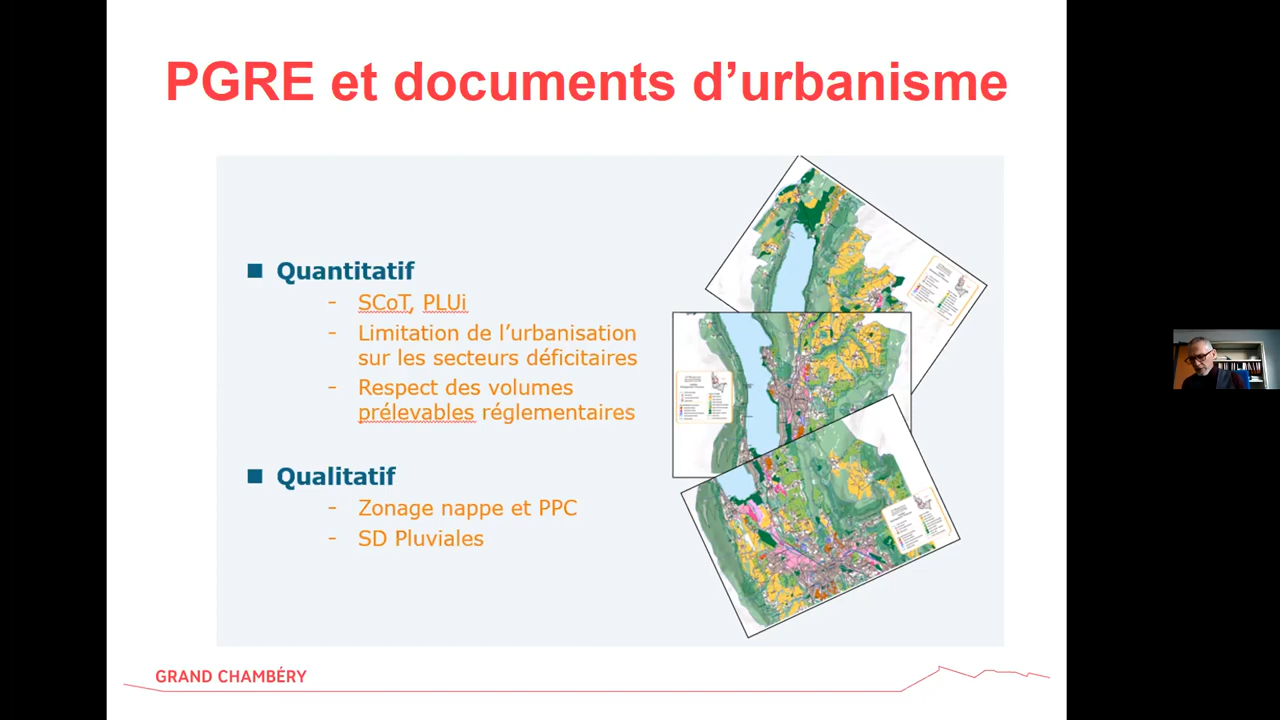 PGRE et documents d’urbanisme
Quantitatif
- SCoT, PLUi
- Limitation de l’urbanisation
sur les secteurs déficitaires
- Respect des volumes
prélevables réglementaires
Qualitatif
- Zonage nappe et PPC
- SD Pluviales
GRAND CHAMBÉRY